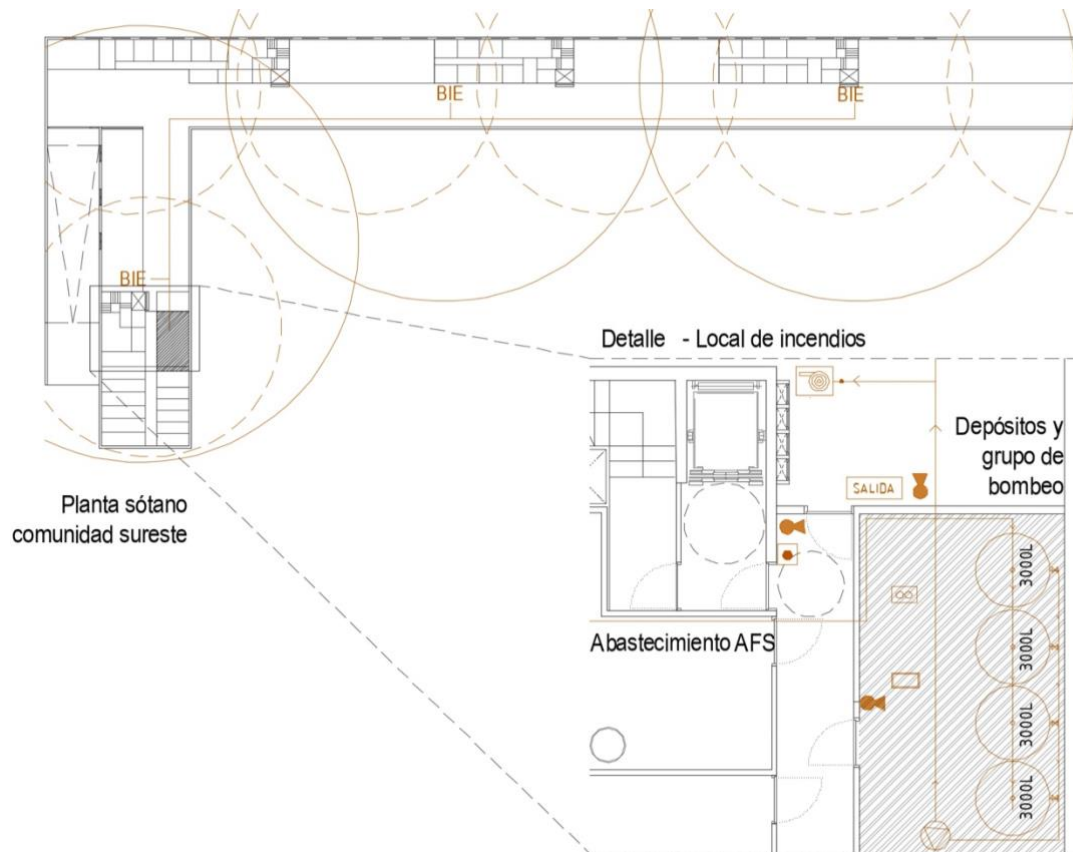 BIE
BIE
BIE
Planta sótano
comunidad sureste
Detalle - Local de incendios
Depósitos y
grupo de
bombeo
SALIDA
Abastecimiento AFS
3000L
3000L
3000L
3000L